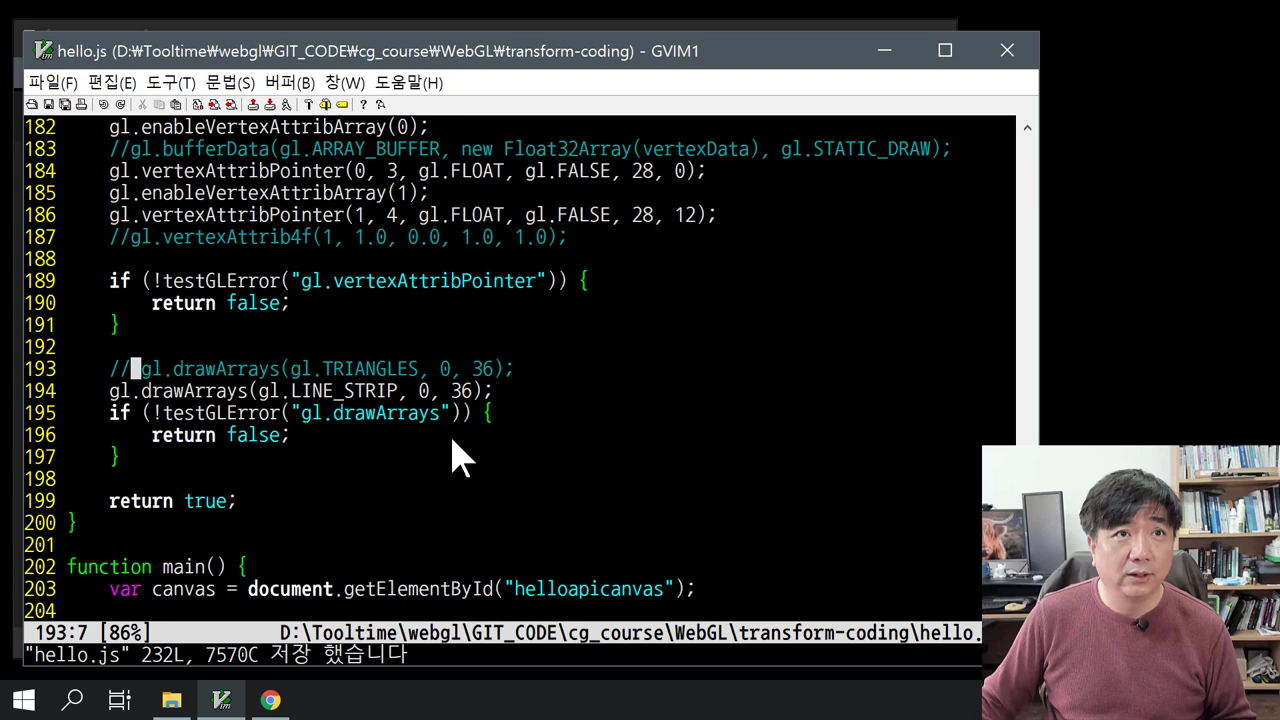 hello.js (D:₩Tooltime₩webgl₩GIT_CODE₩cg_course₩WebGL₩transform-coding) - GVIM1
파일(F) 편집(E) 도구(T) 문법(S) 버퍼(B) 창(W) 도움말(H)
182 gl.enableVertexAttribArray(0);
183 //gl.bufferData(gl.ARRAY_BUFFER, new Float32Array(vertexData), gl.STATIC_DRAW);
184 gl.vertexAttribPointer(0, 3, gl.FLOAT, gl.FALSE, 28, 0);
185 gl.enableVertexAttribArray(1);
186 gl.vertexAttribPointer(1, 4, gl.FLOAT, gl.FALSE, 28, 12);
187 //gl.vertexAttrib4f(1, 1.0, 0.0, 1.0, 1.0);
188
189 if (!testGLError("gl.vertexAttribPointer")) {
190 return false;
191 }
192
193 // gl.drawArrays(gl.TRIANGLES, 0, 36);
194 gl.drawArrays(gl.LINE_STRIP, 0, 36);
195 if (!testGLError("gl.drawArrays")) {
196 return false;
197 }
198
199 return true;
200 }
201
202 function main() {
203 var canvas = document.getElementById("helloapicanvas");
204
193:7 [86%] D:\Tooltime\webgl\GIT_CODE\cg_course\WebGL\transform-coding\hello.
"hello.js" 232L, 7570C 저장 했습니다